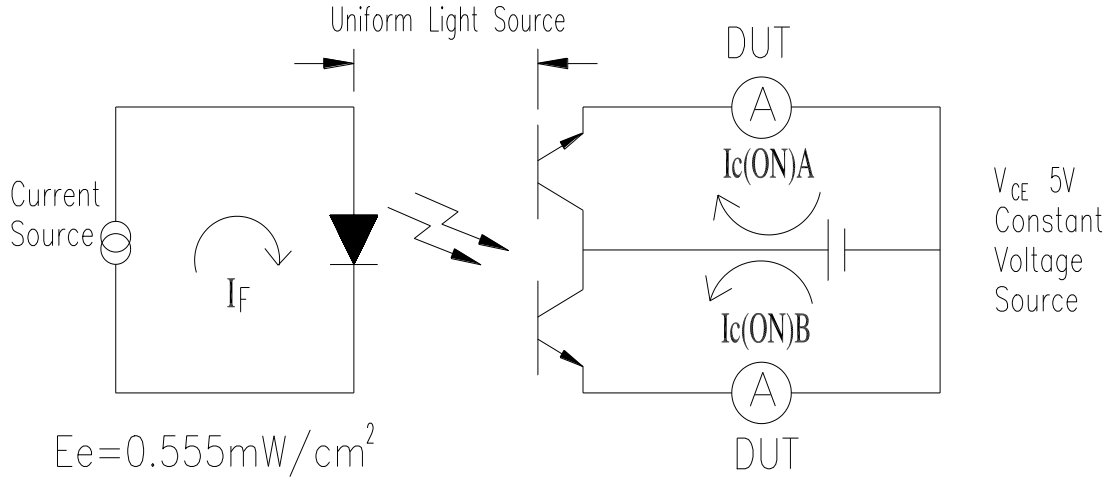 Uniform Light Source
DUT
A
Ic(ON)A
Current
Source
IF
VCE 5V
Constant
Voltage
Source
Ic(ON)B
A
DUT
Ee=0.555mW/cm²